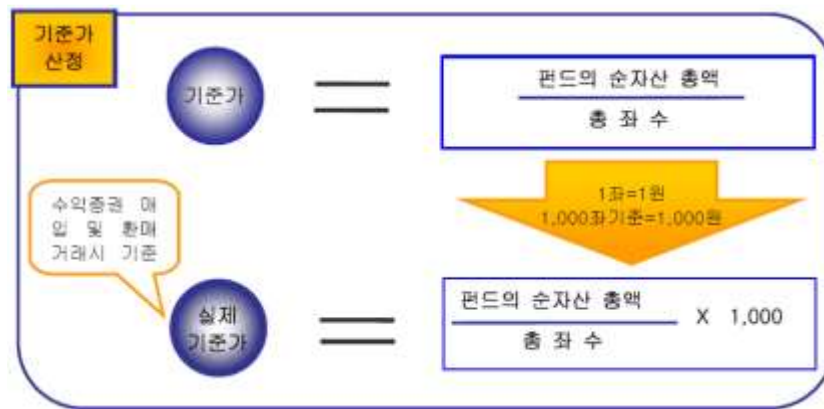 기준가
산정
기준가
펀드의 순자산 총액
총 좌 수
1좌=1원
1,000좌기준=1,000원
수익증권 매
입 및 환매
거래시 기준
실제
기준가
펀드의 순자산 총액
X 1,000
총 좌 수